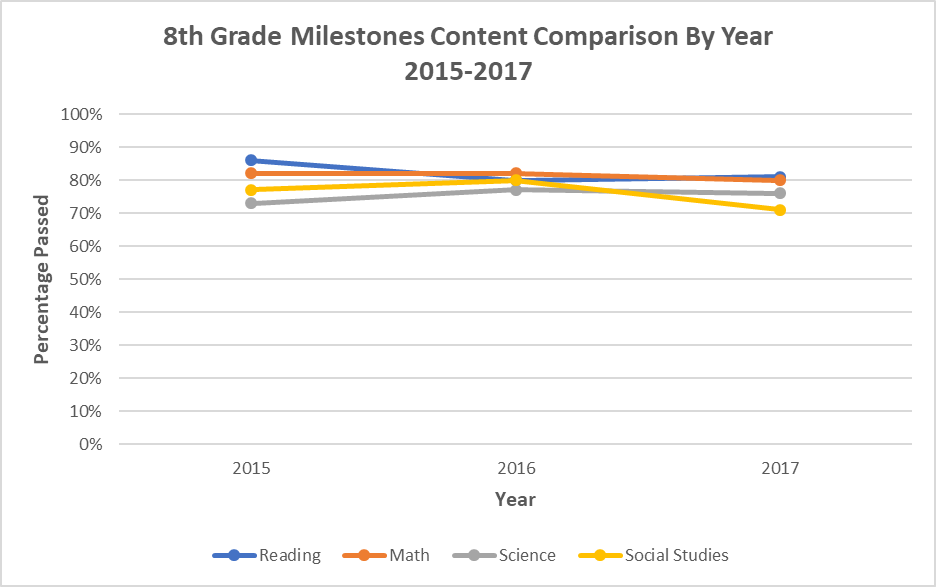 8th Grade Milestones Content Comparison By Year
2015-2017
100%
90%
80%
70%
60%
50%
40%
30%
20%
10%
0%
Percentage Passed
2015 2016 2017
Year
Reading Math Science Social Studies